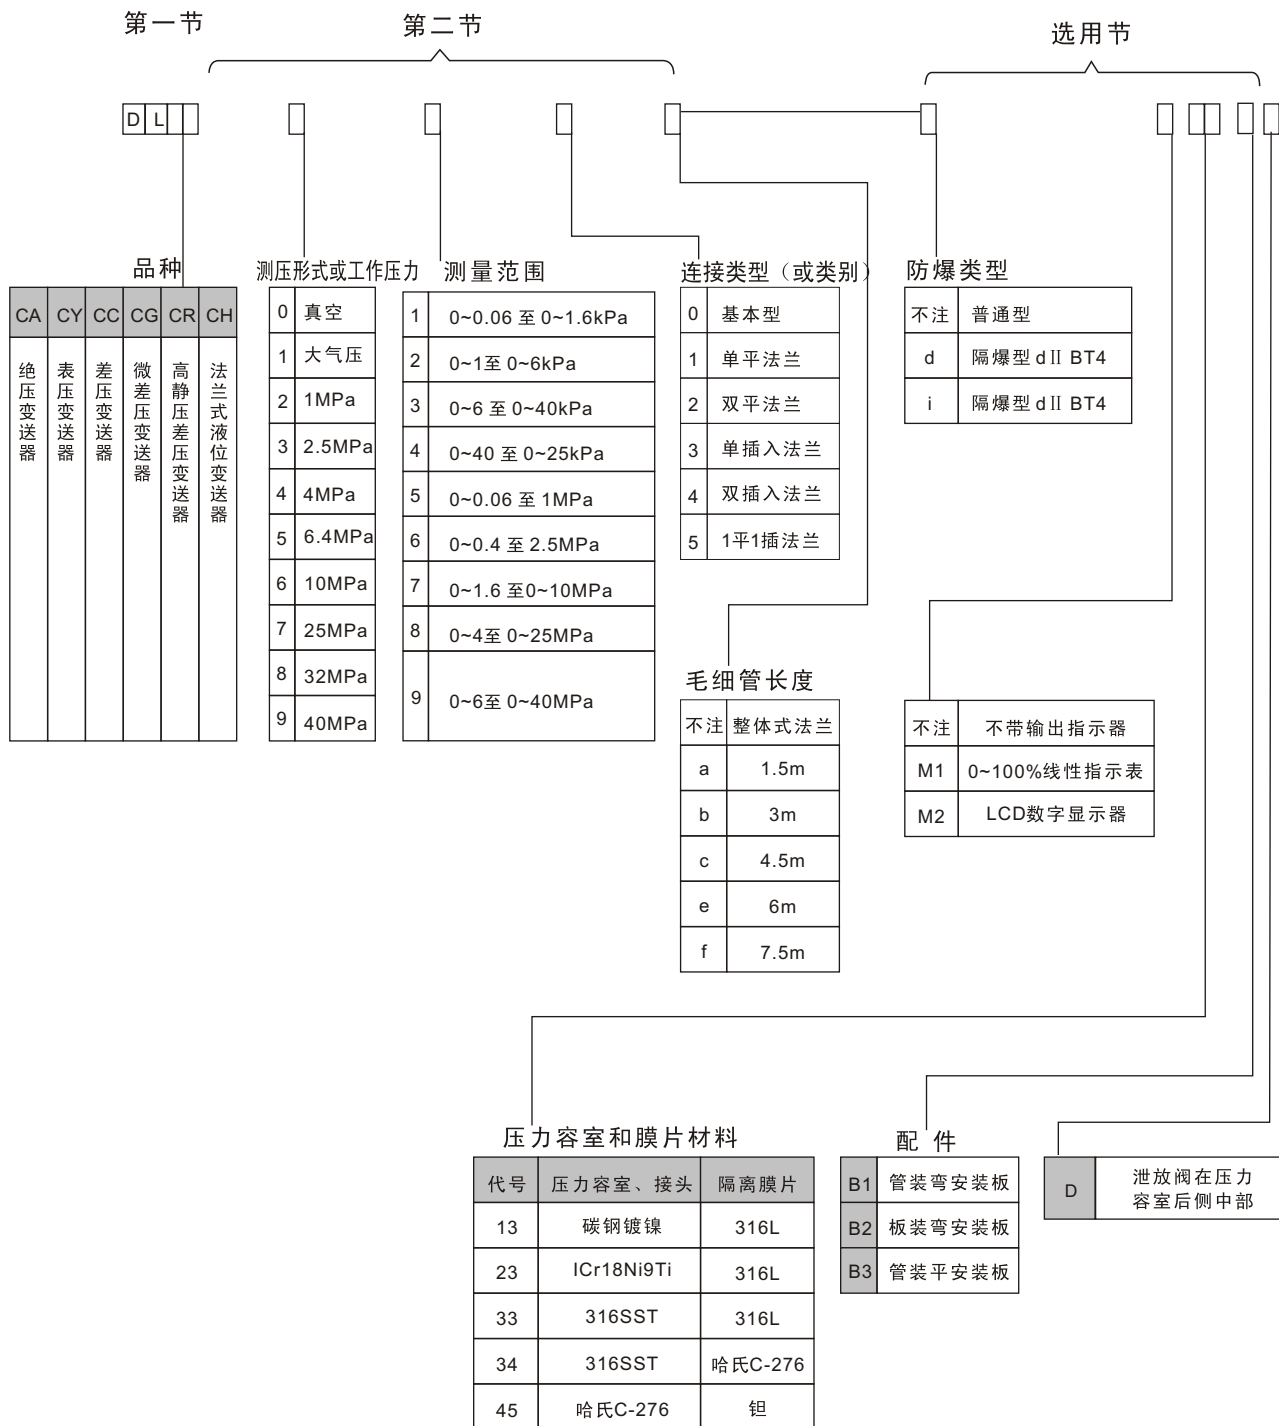 第一节 第二节 选用节
D L
品种
CA CY CC CG CR CH
绝压变送器
表压变送器
差压变送器
微差压变送器
高静压差压变送器
法兰式液位变送器
测压形式或工作压力
0 真空
1 大气压
2 1MPa
3 2.5MPa
4 4MPa
5 6.4MPa
6 10MPa
7 25MPa
8 32MPa
9 40MPa
测量范围
1 0~0.06 至 0~1.6kPa
2 0~1至 0~6kPa
3 0~6 至 0~40kPa
4 0~40 至 0~25kPa
5 0~0.06 至 1MPa
6 0~0.4 至 2.5MPa
7 0~1.6 至0~10MPa
8 0~4至 0~25MPa
9 0~6至 0~40MPa
连接类型（或类别）
0 基本型
1 单平法兰
2 双平法兰
3 单插入法兰
4 双插入法兰
5 1平1插法兰
防爆类型
不注 普通型
d 隔爆型 dⅡ BT4
i 隔爆型 dⅡ BT4
毛细管长度
不注 整体式法兰
a 1.5m
b 3m
c 4.5m
e 6m
f 7.5m
不注 不带输出指示器
M1 0~100%线性指示表
M2 LCD数字显示器
压力容室和膜片材料
代号 压力容室、接头 隔离膜片
13 碳钢镀镍 316L
23 ICr18Ni9Ti 316L
33 316SST 316L
34 316SST 哈氏C-276
45 哈氏C-276 钽
配 件
B1 管装弯安装板
B2 板装弯安装板
B3 管装平安装板
D 泄放阀在压力
容室后侧中部